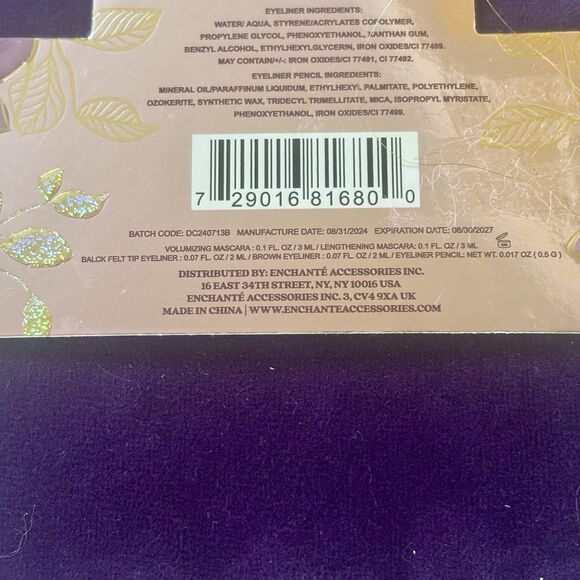 EYELINER INGREDIENTS:
WATER/ AQUA, STYRENE/ACRYLATES COPOLYMER,
PROPYLENE GLYCOL, PHENOXYETHANOL, XANTHAN GUM,
BENZYL ALCOHOL, ETHYLHEXYLGLYCERIN, IRON OXIDES/CI 77499.
MAY CONTAIN/+/-: IRON OXIDES/CI 77491, CI 77492.
EYELINER PENCIL INGREDIENTS:
MINERAL OIL/PARAFFINUM LIQUIDUM, ETHYLHEXYL PALMITATE, POLYETHYLENE,
OZOKERITE, SYNTHETIC WAX, TRIDECYL TRIMELLITATE, MICA, ISOPROPYL MYRISTATE,
PHENOXYETHANOL, IRON OXIDES/CI 77499.
7 29016 81680 0
BATCH CODE: DC240713B MANUFACTURE DATE: 08/31/2024 EXPIRATION DATE: 08/30/2027
VOLUMIZING MASCARA : 0.1 FL. OZ / 3 ML / LENGTHENING MASCARA: 0.1 FL. OZ / 3 ML
BALCK FELT TIP EYELINER : 0.07 FL. OZ / 2 ML / BROWN EYELINER : 0.07 FL. OZ / 2 ML / EYELINER PENCIL: NET WT. 0.017 OZ ( 0.5 G )
DISTRIBUTED BY: ENCHANTÉ ACCESSORIES INC.
16 EAST 34TH STREET, NY, NY 10016 USA
ENCHANTÉ ACCESSORIES INC. 3, CV4 9XA UK
MADE IN CHINA | WWW.ENCHANTEACCESSORIES.COM